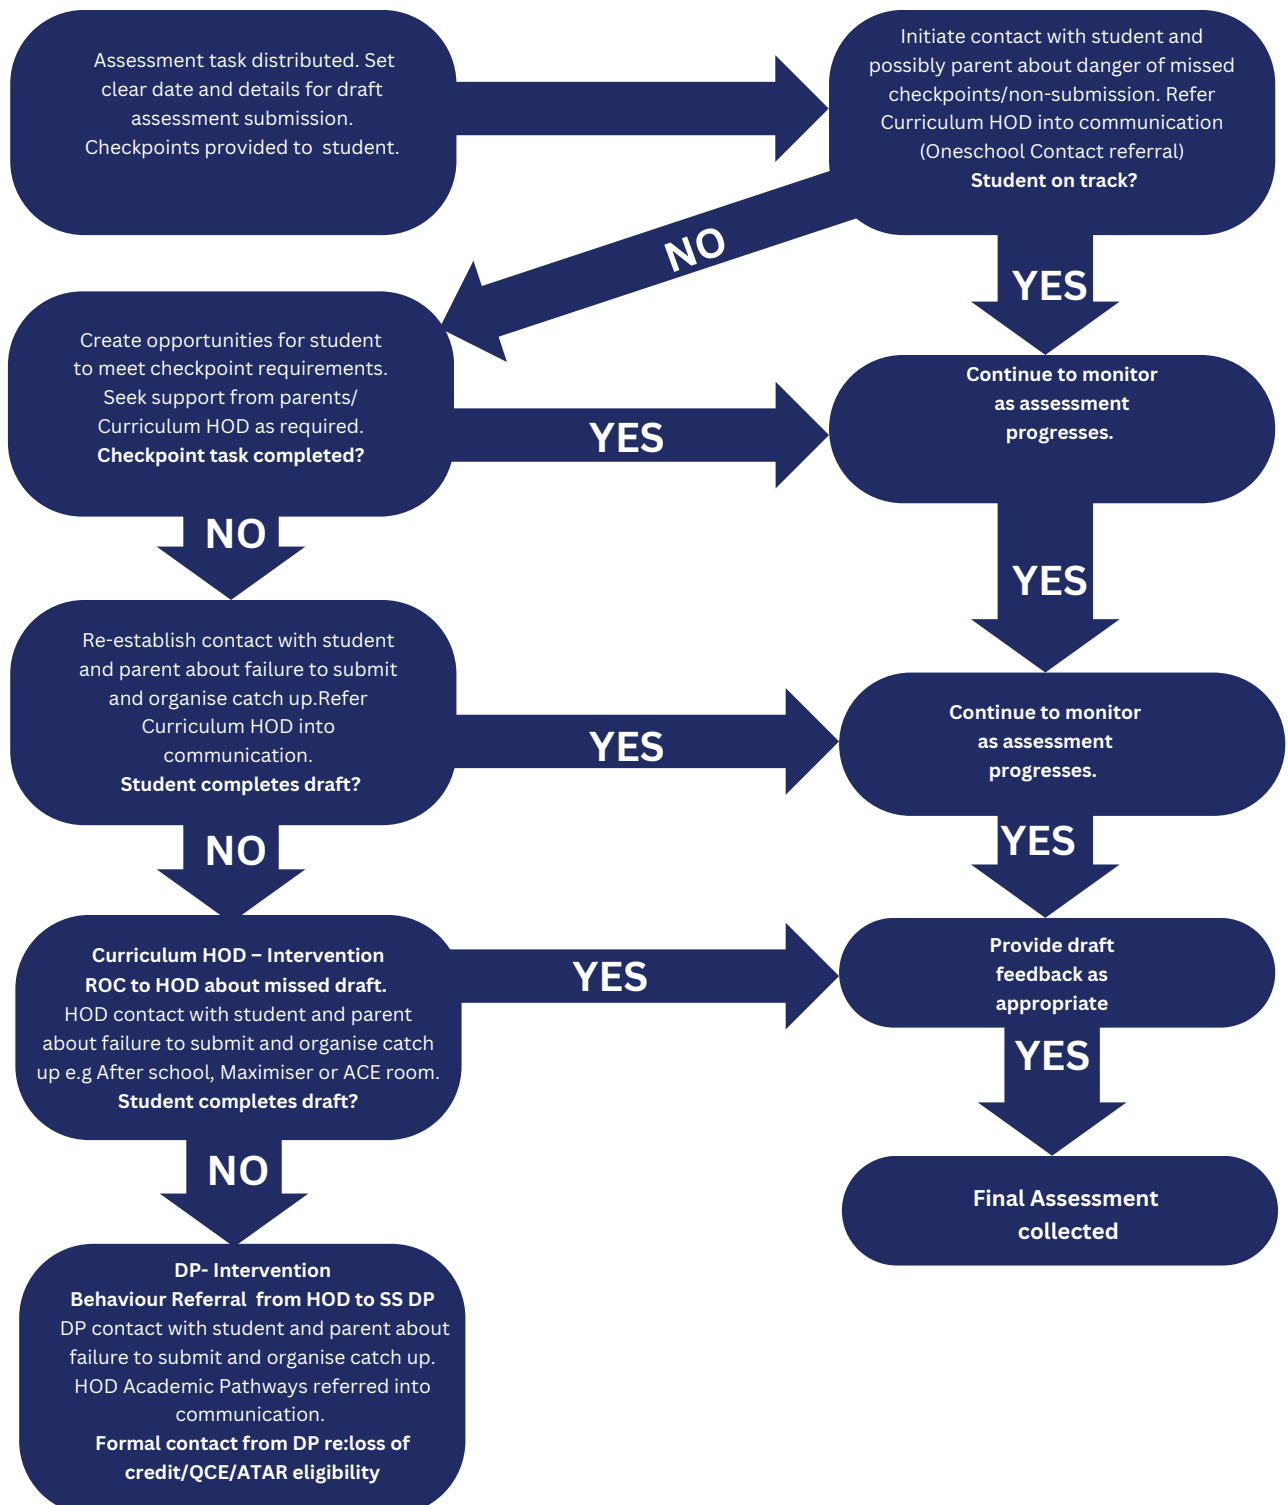 Assessment task distributed. Set
clear date and details for draft
assessment submission.
Checkpoints provided to  student.
Initiate contact with student and
possibly parent about danger of missed
checkpoints/non-submission. Refer
Curriculum HOD into communication
(Oneschool Contact referral)
Student on track?
NO
YES
Create opportunities for student
to meet checkpoint requirements.
Seek support from parents/
Curriculum HOD as required.
Checkpoint task completed?
YES
Continue to monitor
as assessment
progresses.
NO
YES
Re-establish contact with student
and parent about failure to submit
and organise catch up.Refer
Curriculum HOD into
communication.
Student completes draft?
YES
Continue to monitor
as assessment
progresses.
NO
YES
Curriculum HOD – Intervention
ROC to HOD about missed draft.
HOD contact with student and parent
about failure to submit and organise catch
up e.g After school, Maximiser or ACE room.
Student completes draft?
YES
Provide draft
feedback as
appropriate
YES
NO
Final Assessment
collected
DP- Intervention
Behaviour Referral  from HOD to SS DP
DP contact with student and parent about
failure to submit and organise catch up.
HOD Academic Pathways referred into
communication.
Formal contact from DP re:loss of
credit/QCE/ATAR eligibility